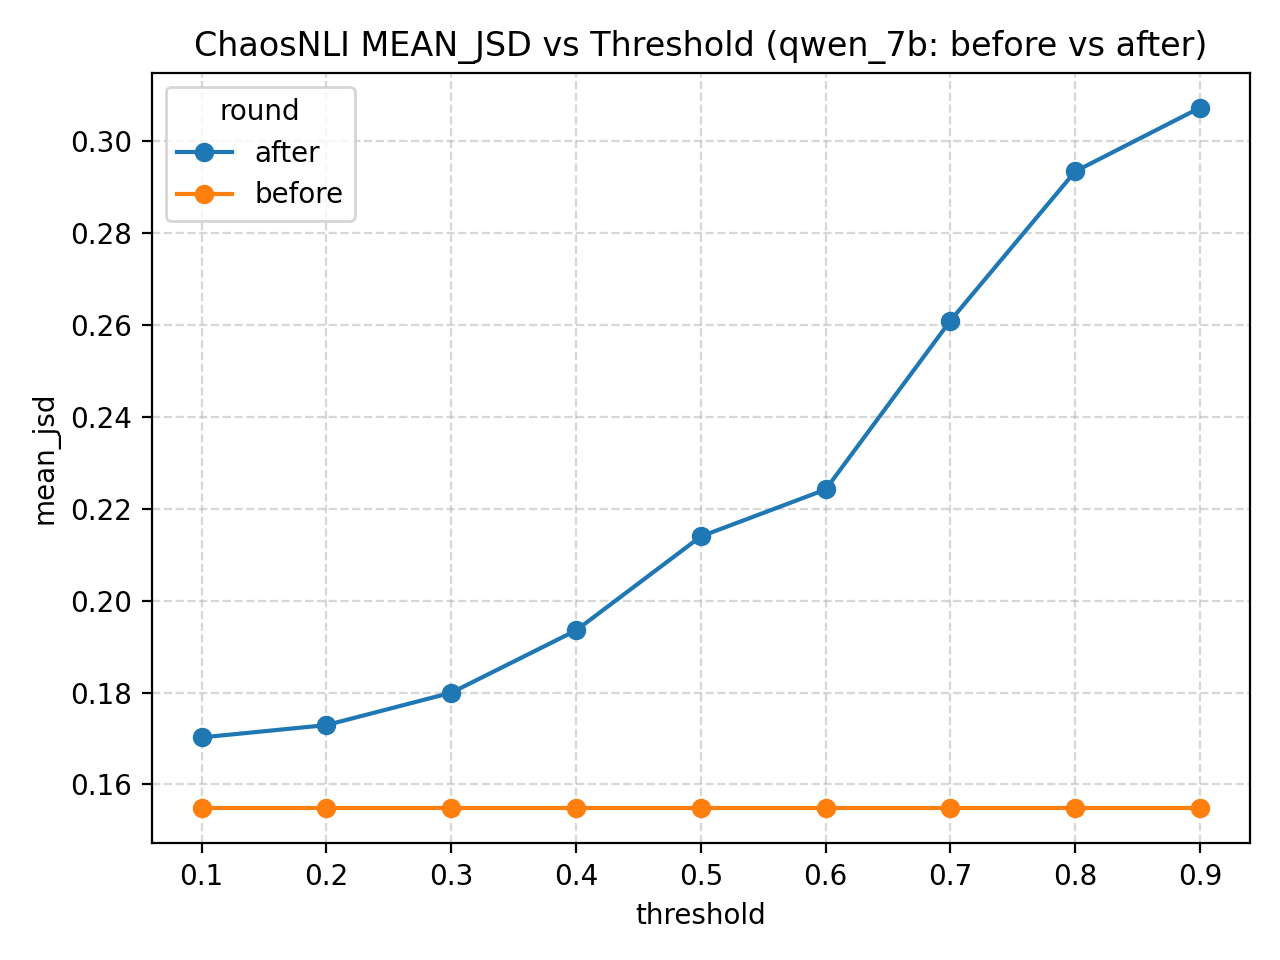 ChaosNLI MEAN_JSD vs Threshold (qwen_7b: before vs after)
round
after
before
0.30
0.28
0.26
0.24
0.22
0.20
0.18
0.16
mean_jsd
0.1 0.2 0.3 0.4 0.5 0.6 0.7 0.8 0.9
threshold